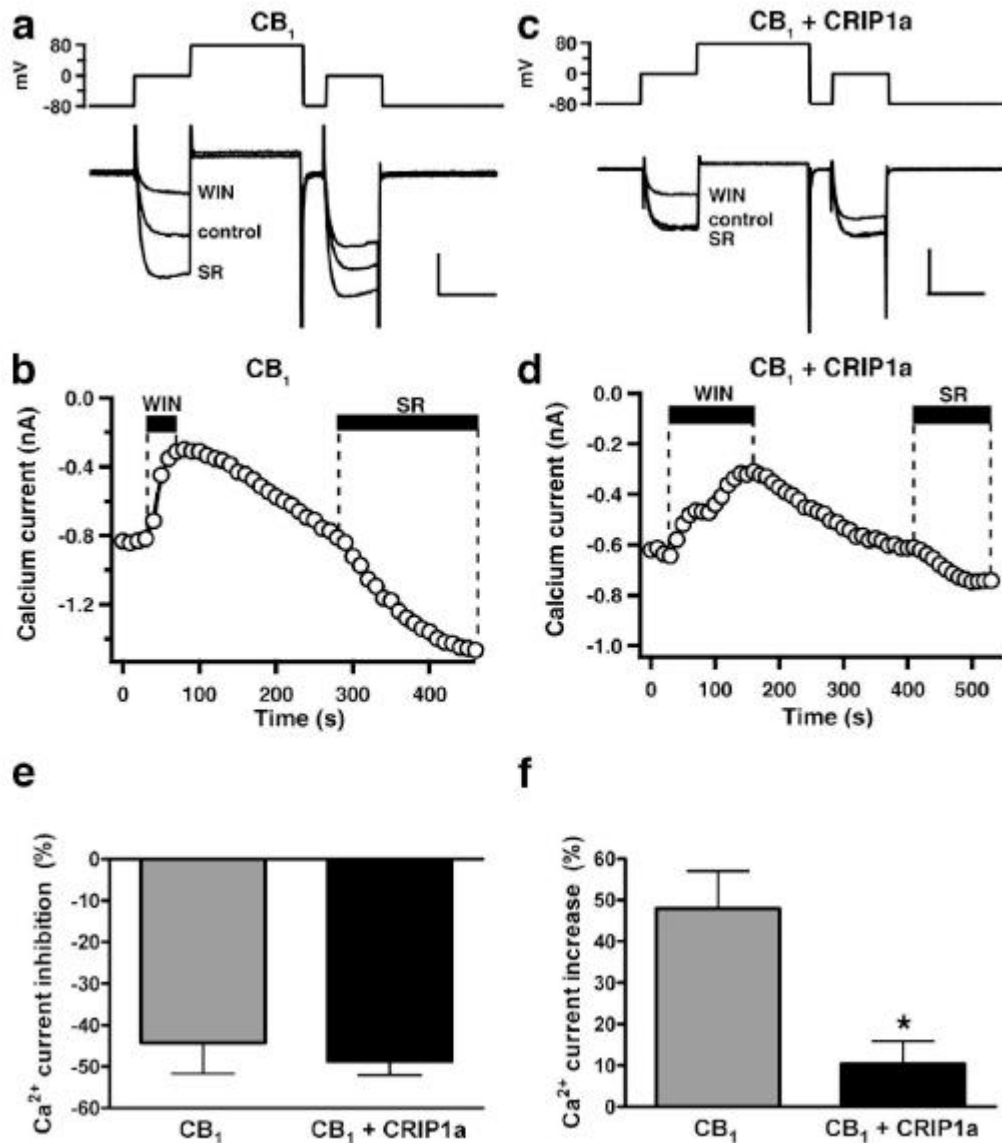 a
CB₁
80
0
-80
mV
WIN
control
SR
c
CB₁ + CRIP1a
80
0
-80
mV
WIN
control
SR
b
CB₁
0.0
-0.4
-0.8
-1.2
Calcium current (nA)
WIN
SR
0 100 200 300 400
Time (s)
d
CB₁ + CRIP1a
0.0
-0.2
-0.4
-0.6
-0.8
-1.0
Calcium current (nA)
WIN
SR
0 100 200 300 400 500
Time (s)
e
0
-10
-20
-30
-40
-50
-60
Ca²⁺ current inhibition (%)
CB₁ CB₁ + CRIP1a
f
60
50
40
30
20
10
0
Ca²⁺ current increase (%)
*
CB₁ CB₁ + CRIP1a